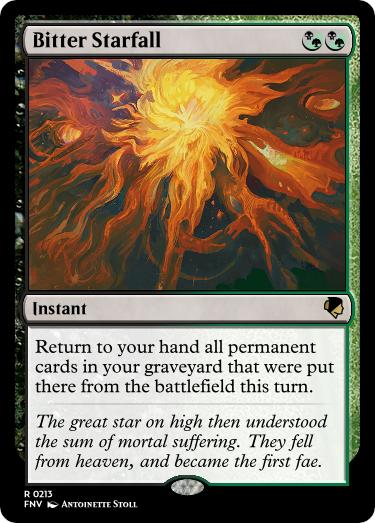 Bitter Starfall
Instant
Return to your hand all permanent
cards in your graveyard that were put
there from the battlefield this turn.
The great star on high then understood
the sum of mortal suffering. They fell
from heaven, and became the first fae.
R 0213
FNV Antoinette Stoll